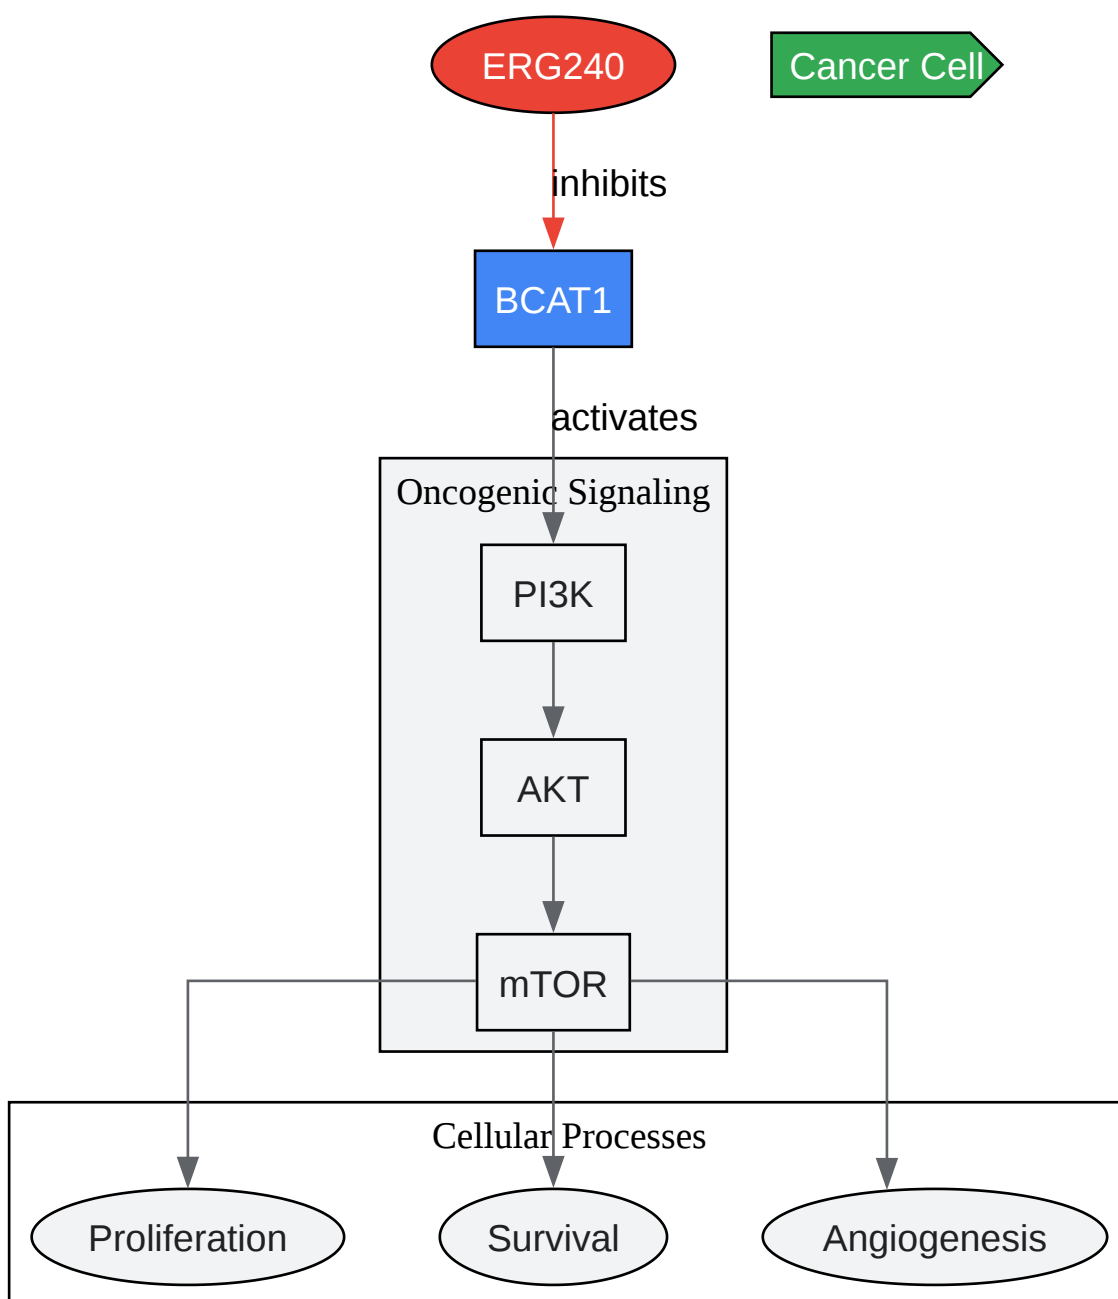 ERG240
Cancer Cell
inhibits
BCAT1
activates
Oncogenic Signaling
PI3K
AKT
mTOR
Cellular Processes
Proliferation
Survival
Angiogenesis